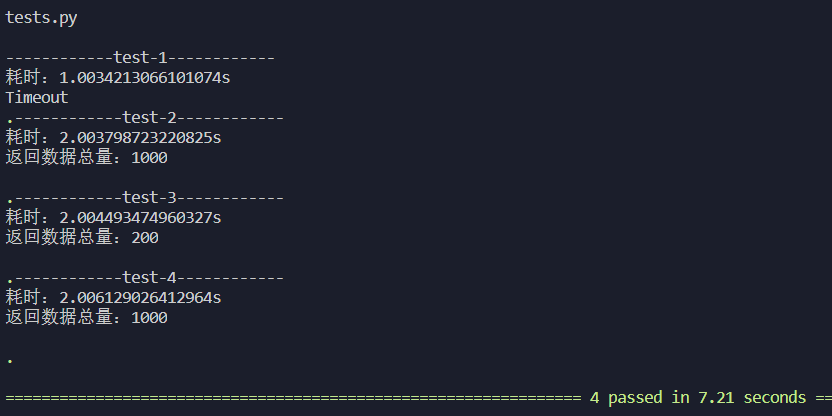 tests.py
------------test-1------------
耗时：1.0034213066101074s
Timeout
.------------test-2------------
耗时：2.003798723220825s
返回数据总量：1000
.------------test-3------------
耗时：2.004493474960327s
返回数据总量：200
.------------test-4------------
耗时：2.006129026412964s
返回数据总量：1000
.
================================================================ 4 passed in 7.21 seconds ==